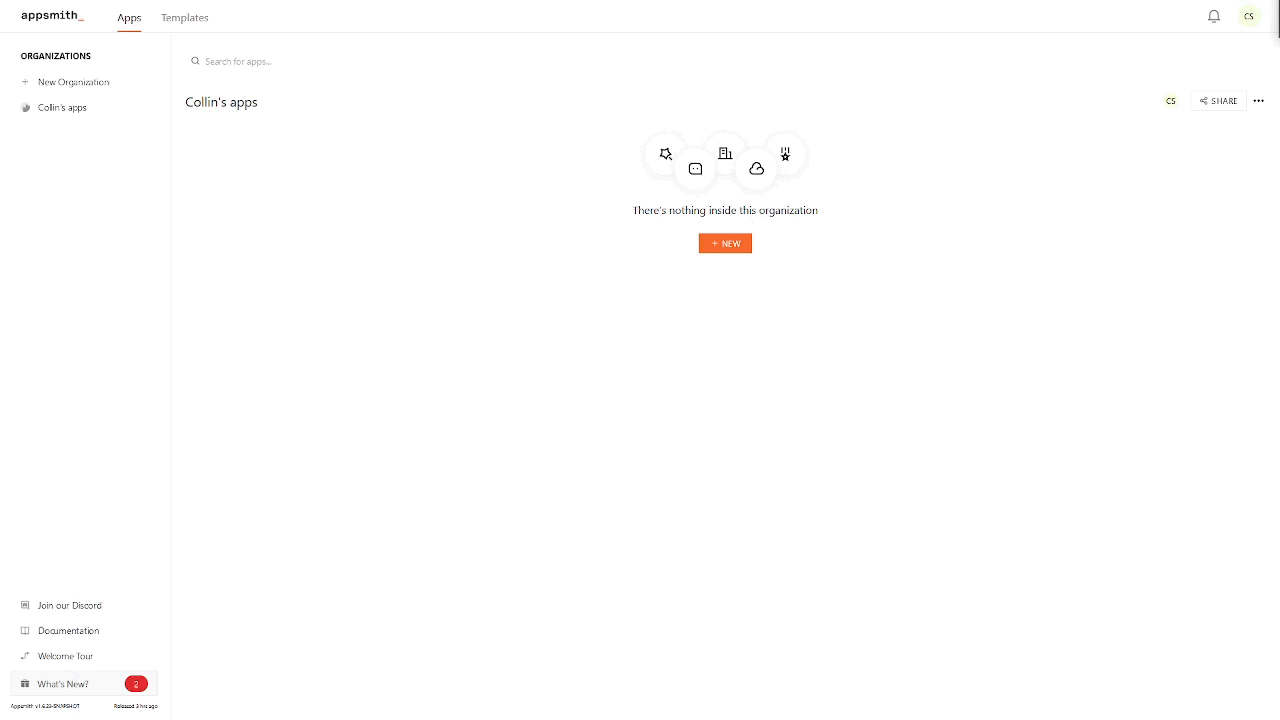 appsmith_
Apps
Templates
CS
ORGANIZATIONS
New Organization
Collin's apps
Search for apps...
Collin's apps
CS
SHARE
There's nothing inside this organization
+ NEW
Join our Discord
Documentation
Welcome Tour
What's New?
2
Appsmith v1.6.23-SNAPSHOT
Released 3 hrs ago